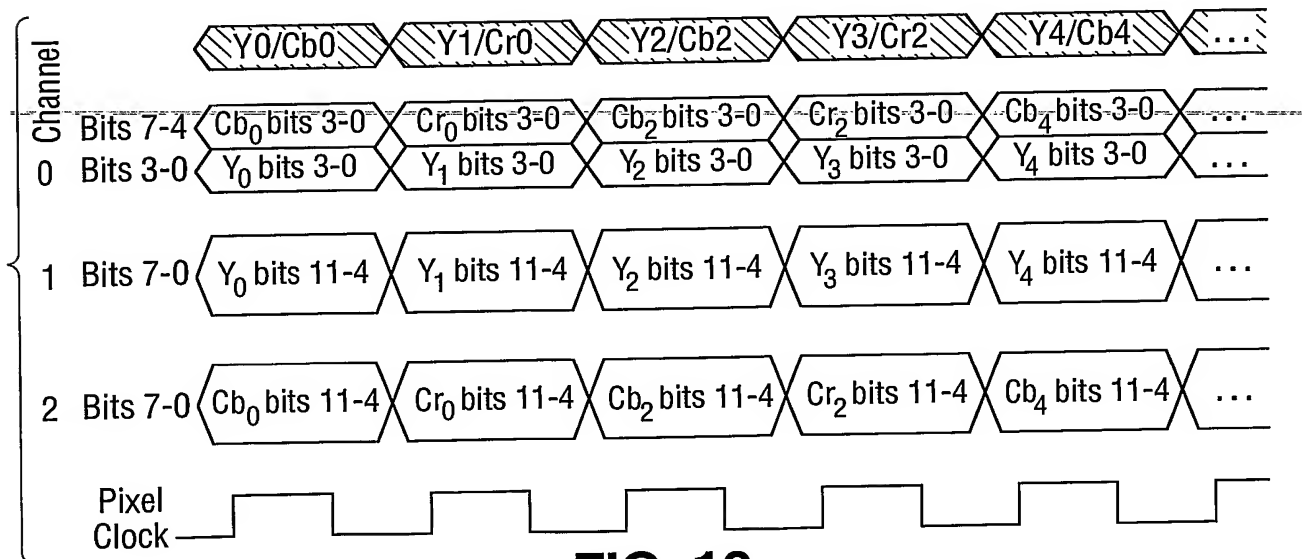 Channel
Y0/Cb0 Y1/Cr0 Y2/Cb2 Y3/Cr2 Y4/Cb4 ...
Bits 7-4 Cb0 bits 3-0 Cr0 bits 3-0 Cb2 bits 3-0 Cr2 bits 3-0 Cb4 bits 3-0 ...
0 Bits 3-0 Y0 bits 3-0 Y1 bits 3-0 Y2 bits 3-0 Y3 bits 3-0 Y4 bits 3-0 ...
1 Bits 7-0 Y0 bits 11-4 Y1 bits 11-4 Y2 bits 11-4 Y3 bits 11-4 Y4 bits 11-4 ...
2 Bits 7-0 Cb0 bits 11-4 Cr0 bits 11-4 Cb2 bits 11-4 Cr2 bits 11-4 Cb4 bits 11-4 ...
Pixel
Clock